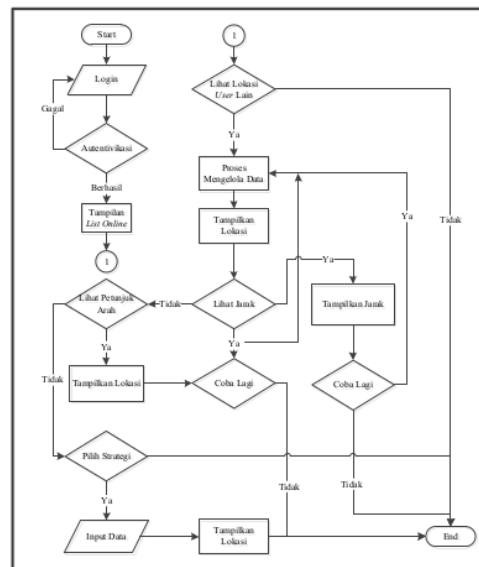 Start
Login
Gagal
Autentivikasi
Berhasil
Tampilan
List Online
1
1
Lihat Lokasi
User Lain
Ya
Proses
Mengelola Data
Tampilkan
Lokasi
Ya
Tidak
Ya
Lihat Petunjuk
Arah
Tidak
Lihat Jarak
Tampilkan Jarak
Ya
Ya
Tampilkan Lokasi
Coba Lagi
Coba Lagi
Tidak
Pilih Strategi
Tidak
Tidak
Ya
Input Data
Tampilkan
Lokasi
End